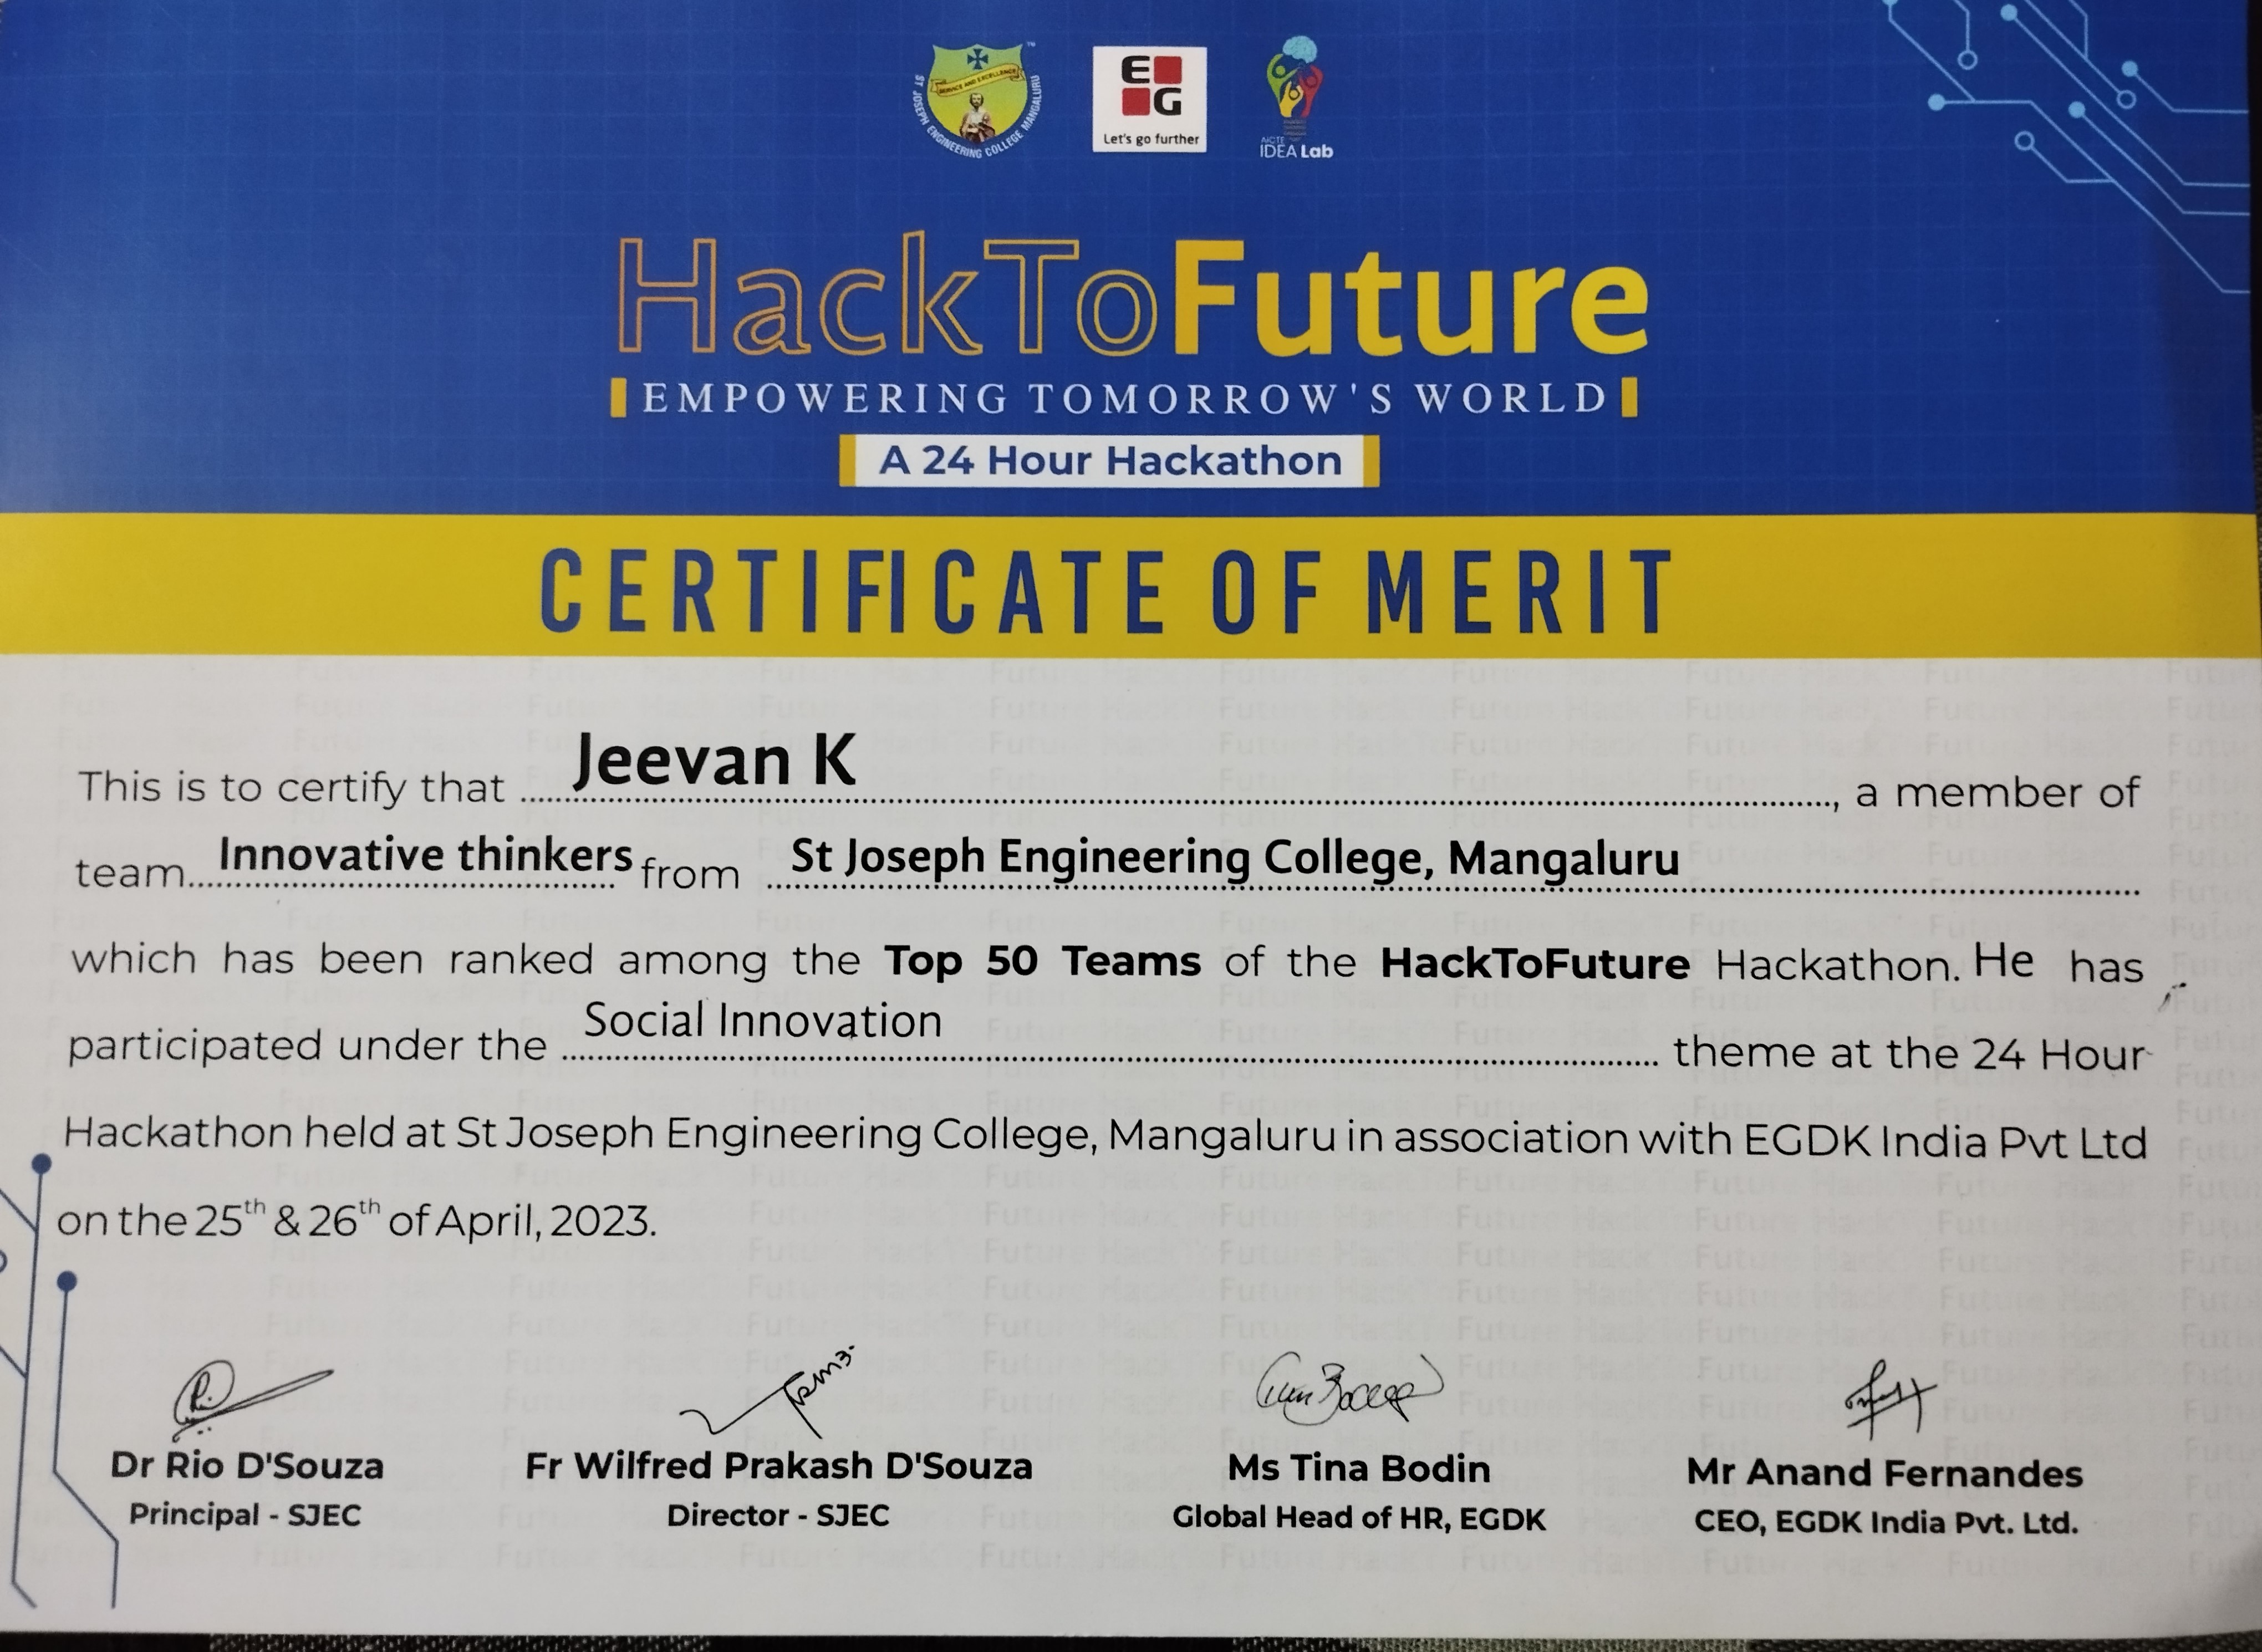 SERVICE AND EXCELLENCE
ST JOSEPH ENGINEERING COLLEGE MANGALURU
TM
EG
Let's go further
AICTE
IDEA Lab
HackToFuture
EMPOWERING TOMORROW'S WORLD
A 24 Hour Hackathon
CERTIFICATE OF MERIT
This is to certify that Jeevan K, a member of
team Innovative thinkers from St Joseph Engineering College, Mangaluru
which has been ranked among the Top 50 Teams of the HackToFuture Hackathon. He has
participated under the Social Innovation theme at the 24 Hour
Hackathon held at St Joseph Engineering College, Mangaluru in association with EGDK India Pvt Ltd
on the 25th & 26th of April, 2023.
Dr Rio D'Souza
Principal - SJEC
Fr Wilfred Prakash D'Souza
Director - SJEC
Ms Tina Bodin
Global Head of HR, EGDK
Mr Anand Fernandes
CEO, EGDK India Pvt. Ltd.